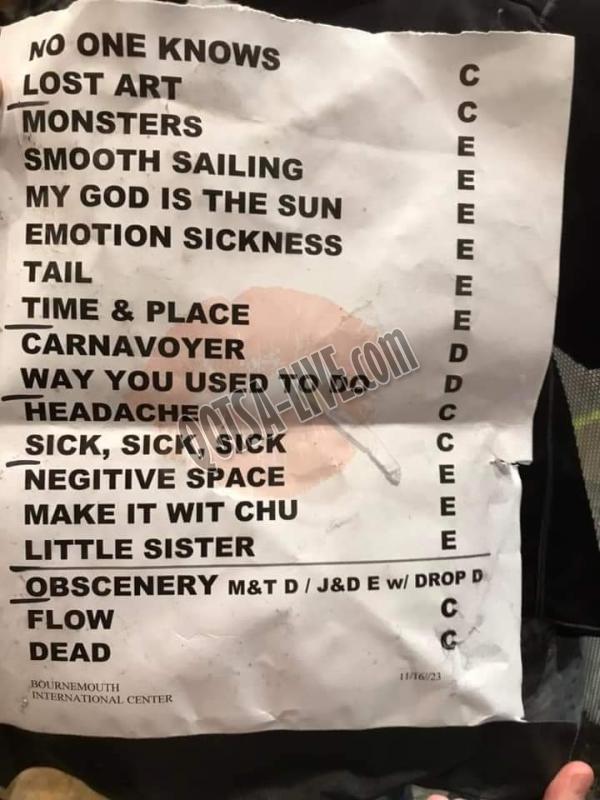 NO ONE KNOWS C
LOST ART C
MONSTERS E
SMOOTH SAILING E
MY GOD IS THE SUN E
EMOTION SICKNESS E
TAIL E
TIME & PLACE E
CARNAVOYER D
WAY YOU USED TO DO D
HEADACHE C
SICK, SICK, SICK C
NEGITIVE SPACE E
MAKE IT WIT CHU E
LITTLE SISTER E
OBSCENERY M&T D / J&D E w/ DROP D
FLOW C
DEAD C
BOURNEMOUTH
INTERNATIONAL CENTER
11/16//23
QOTSA-LIVE.com